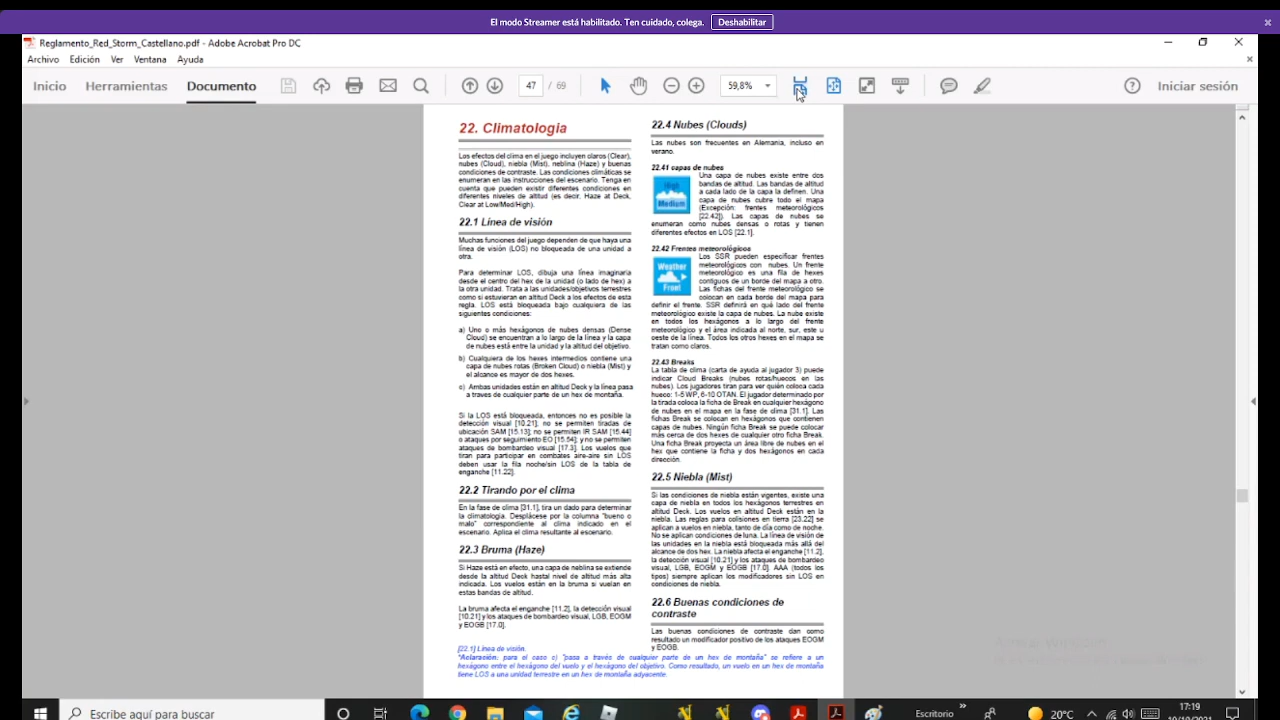 El modo Streamer está habilitado. Ten cuidado, colega. Deshabilitar
Reglamento_Red_Storm_Castellano.pdf - Adobe Acrobat Pro DC
Archivo Edición Ver Ventana Ayuda
Inicio Herramientas Documento 47 / 69 59,8% Iniciar sesión
22. Climatologia
Los efectos del clima en el juego incluyen claros (Clear),
nubes (Cloud), niebla (Mist), neblina (Haze) y buenas
condiciones de contraste. Las condiciones climáticas se
enumeran en las instrucciones del escenario. Tenga en
cuenta que pueden existir diferentes condiciones en
diferentes niveles de altitud (es decir. Haze at Deck,
Clear at Low/Med/High).
22.1 Línea de visión
Muchas funciones del juego dependen de que haya una
línea de visión (LOS) no bloqueada de una unidad a
otra.
Para determinar LOS, dibuja una línea imaginaria
desde el centro del hex de la unidad (o lado de hex) a
la otra unidad. Trata a las unidades/objetivos terrestres
como si estuvieran en altitud Deck a los efectos de esta
regla. LOS está bloqueada bajo cualquiera de las
siguientes condiciones:
a) Uno o más hexágonos de nubes densas (Dense
Cloud) se encuentran a lo largo de la línea y la capa
de nubes está entre la unidad y la altitud del objetivo.
b) Cualquiera de los hexes intermedios contiene una
capa de nubes rotas (Broken Cloud) o niebla (Mist) y
el alcance es mayor de dos hexes.
c) Ambas unidades están en altitud Deck y la línea pasa
a traves de cualquier parte de un hex de montaña.
Si la LOS está bloqueada, entonces no es posible la
detección visual [10.21]; no se permiten tiradas de
ubicación SAM [15.13]; no se permiten IR SAM [15.44]
o ataques por seguimiento EO [15.54]; y no se permiten
ataques de bombardeo visual [17.3]. Los vuelos que
tiran para participar en combates aire-aire sin LOS
deben usar la fila noche/sin LOS de la tabla de
enganche [11.22].
22.2 Tirando por el clima
En la fase de clima [31.1], tira un dado para determinar
la climatología. Desplácese por la columna "bueno o
malo" correspondiente al clima indicado en el
escenario. Aplica el clima resultante al escenario.
22.3 Bruma (Haze)
Si Haze está en efecto, una capa de neblina se extiende
desde la altitud Deck hastal nivel de altitud más alta
indicada. Los vuelos están en la bruma si vuelan en
estas bandas de altitud.
La bruma afecta el enganche [11.2], la detección visual
[10.21] y los ataques de bombardeo visual, LGB, EOGM
y EOGB [17.0].
22.4 Nubes (Clouds)
Las nubes son frecuentes en Alemania, incluso en
verano.
22.41 capas de nubes
High
Medium
Una capa de nubes existe entre dos
bandas de altitud. Las bandas de altitud
a cada lado de la capa la definen. Una
capa de nubes cubre todo el mapa
(Excepción: frentes meteorológicos
[22.42]). Las capas de nubes se
enumeran como nubes densas o rotas y tienen
diferentes efectos en LOS [22.1].
22.42 Frentes meteorológicos
Weather
Front
Los SSR pueden especificar frentes
meteorológicos con nubes. Un frente
meteorológico es una fila de hexes
contiguos de un borde del mapa a otro.
Las fichas del frente meteorológico se
colocan en cada borde del mapa para
definir el frente. SSR definirá en qué lado del frente
meteorológico existe la capa de nubes. La nube existe
en todos los hexágonos a lo largo del frente
meteorológico y el área indicada al norte, sur, este u
oeste de la línea. Todos los otros hexes en el mapa se
tratan como claros.
22.43 Breaks
La tabla de clima (carta de ayuda al jugador 3) puede
indicar Cloud Breaks (nubes rotas/huecos en las
nubes). Los jugadores tiran para ver quién coloca cada
hueco: 1-5 WP, 6-10 OTAN. El jugador determinado por
la tirada coloca la ficha de Break en cualquier hexágono
de nubes en el mapa en la fase de clima [31.1]. Las
fichas Break se colocan en hexágonos que contienen
capas de nubes. Ningún ficha Break se puede colocar
más cerca de dos hexes de cualquier otro ficha Break.
Una ficha Break proyecta un área libre de nubes en el
hex que contiene la ficha y dos hexágonos en cada
dirección.
22.5 Niebla (Mist)
Si las condiciones de niebla están vigentes, existe una
capa de niebla en todos los hexágonos terrestres en
altitud Deck. Los vuelos en altitud Deck están en la
niebla. Las reglas para colisiones en tierra [23.22] se
aplican a vuelos en niebla, tanto de día como de noche.
No se aplican condiciones de luna. La línea de visión de
las unidades en la niebla está bloqueada más allá del
alcance de dos hex. La niebla afecta el enganche [11.2],
la detección visual [10.21] y los ataques de bombardeo
visual, LGB, EOGM y EOGB [17.0]. AAA (todos los
tipos) siempre aplican los modificadores sin LOS en
condiciones de niebla.
22.6 Buenas condiciones de
contraste
Las buenas condiciones de contraste dan como
resultado un modificador positivo de los ataques EOGM
y EOGB.
[22.1] Línea de visión.
*Aclaración: para el caso c) "pasa a través de cualquier parte de un hex de montaña" se refiere a un
hexágono entre el hexágono del vuelo y el hexágono del objetivo. Como resultado, un vuelo en un hex de montaña
tiene LOS a una unidad terrestre en un hex de montaña adyacente.
Escribe aquí para buscar
Escritorio
20°C
17:19